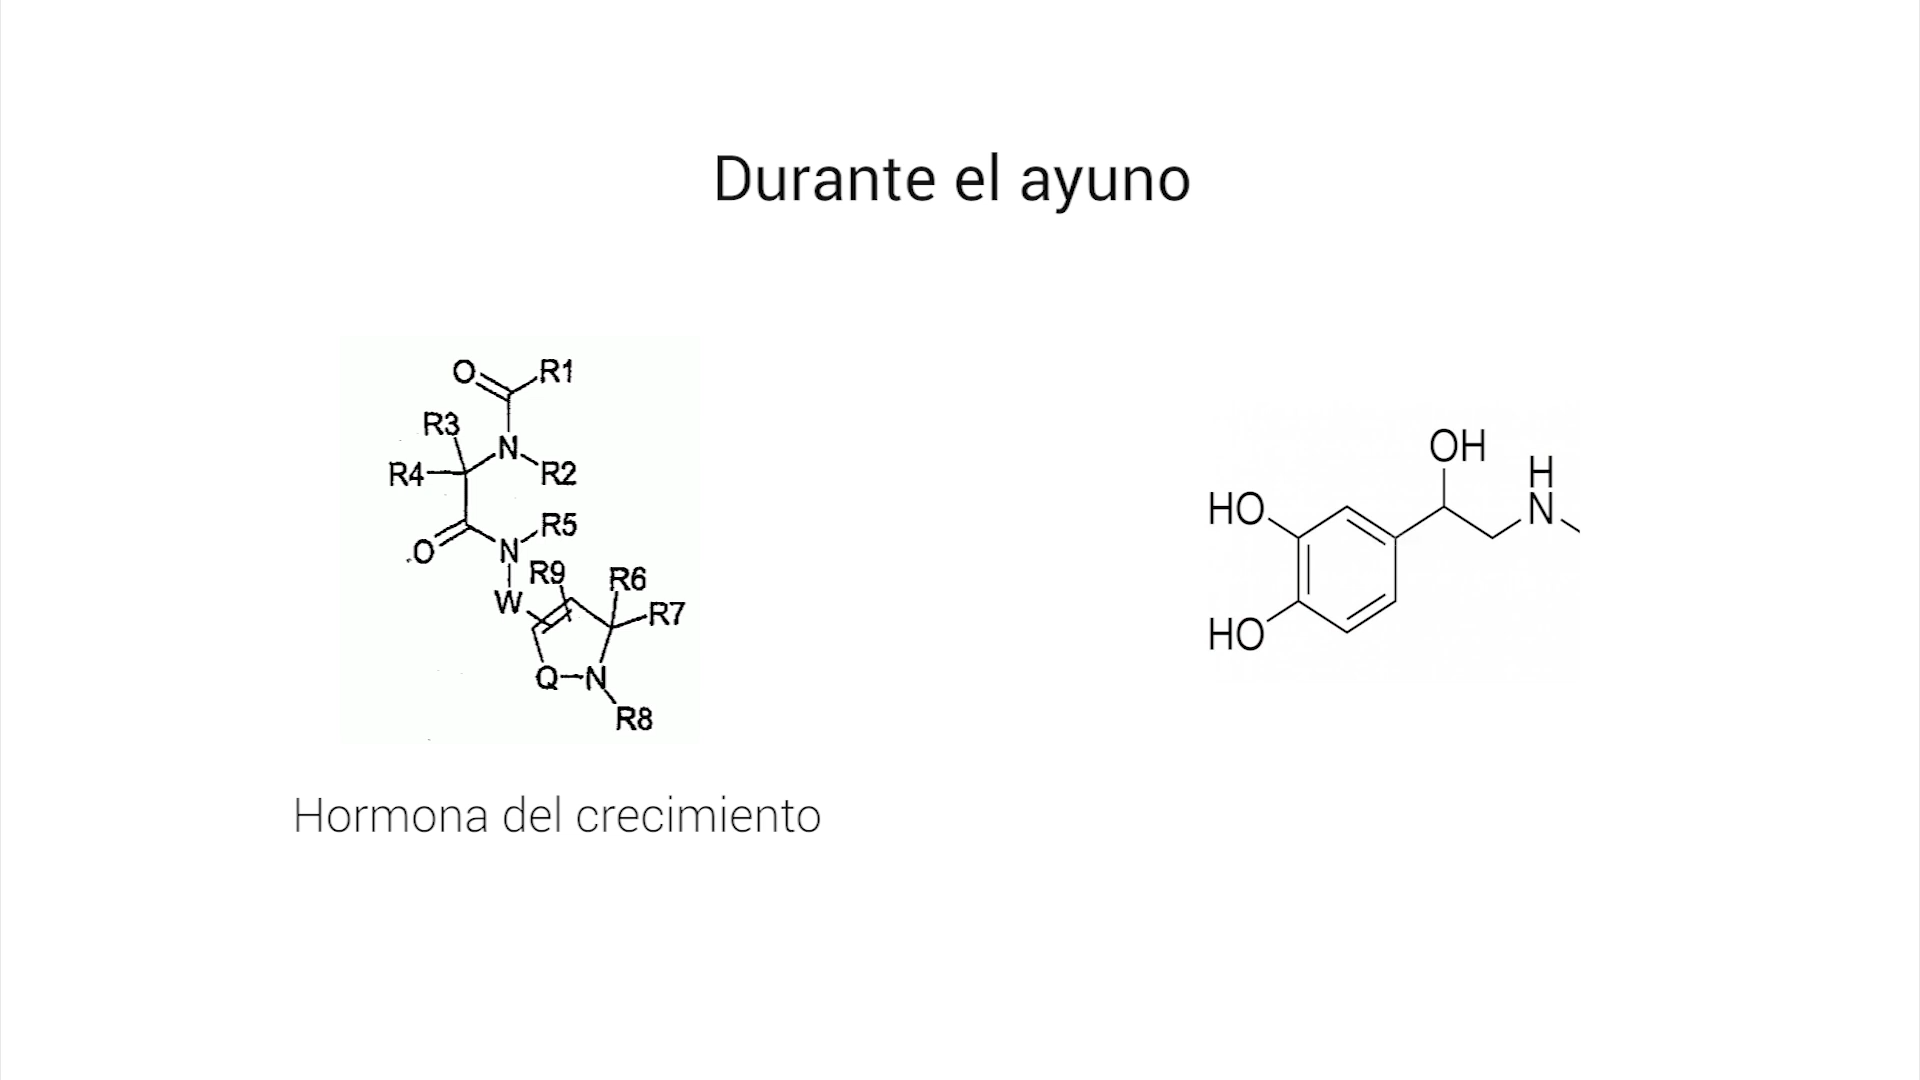 Durante el ayuno
O R1
R3
N
R4 R2
R5
O N
R9 R6
W R7
Q N
R8
OH
H
HO N
HO
Hormona del crecimiento